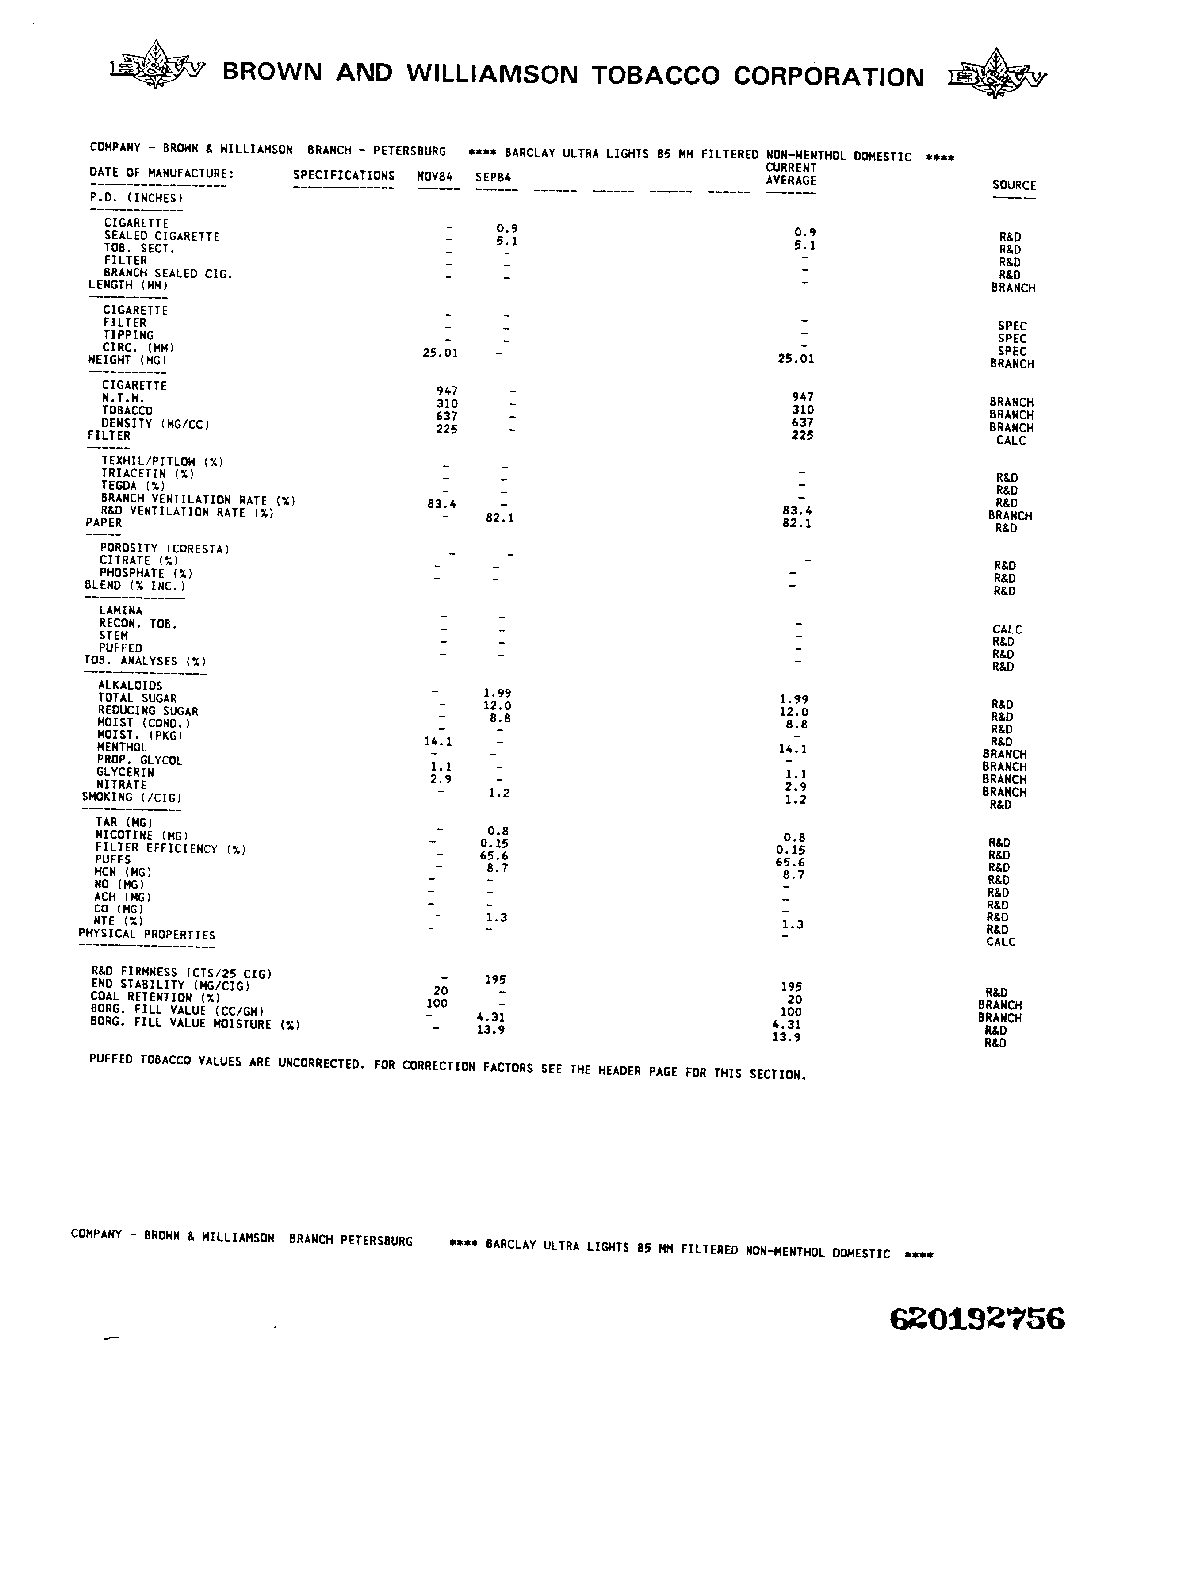 BROWN AND WILLIAMSON TOBACCO CORPORATION
COMPANY - BROWN & WILLIAMSON BRANCH - PETERSBURG **** BARCLAY ULTRA LIGHTS 85 MM FILTERED NON-MENTHOL DOMESTIC ****
DATE OF MANUFACTURE: SPECIFICATIONS NOV84 SEP84 CURRENT AVERAGE SOURCE
P.D. (INCHES)
CIGARETTE - 0.9 0.9 R&D
SEALED CIGARETTE - 5.1 5.1 R&D
TOB. SECT. - - - R&D
FILTER - - - R&D
BRANCH SEALED CIG. - - - BRANCH
LENGTH (MM)
CIGARETTE - - - SPEC
FILTER - - - SPEC
TIPPING - - - SPEC
CIRC. (MM) 25.01 - 25.01 BRANCH
WEIGHT (MG)
CIGARETTE 947 - 947 BRANCH
N.T.M. 310 - 310 BRANCH
TOBACCO 637 - 637 BRANCH
DENSITY (MG/CC) 225 - 225 CALC
FILTER
TEXHIL/PITLOW (%) - - - R&D
TRIACETIN (%) - - - R&D
TEGDA (%) - - - R&D
BRANCH VENTILATION RATE (%) 83.4 - 83.4 BRANCH
R&D VENTILATION RATE (%) - 82.1 82.1 R&D
PAPER
POROSITY (CORESTA) - - - R&D
CITRATE (%) - - - R&D
PHOSPHATE (%) - - - R&D
BLEND (% INC.)
LAMINA - - - CALC
RECON. TOB. - - - R&D
STEM - - - R&D
PUFFED - - - R&D
TOB. ANALYSES (%)
ALKALOIDS - 1.99 1.99 R&D
TOTAL SUGAR - 12.0 12.0 R&D
REDUCING SUGAR - 8.8 8.8 R&D
MOIST (COND.) - - - R&D
MOIST. (PKG) 14.1 - 14.1 BRANCH
MENTHOL - - - BRANCH
PROP. GLYCOL 1.1 - 1.1 BRANCH
GLYCERIN 2.9 - 2.9 BRANCH
NITRATE - 1.2 1.2 R&D
SMOKING (/CIG)
TAR (MG) - 0.8 0.8 R&D
NICOTINE (MG) - 0.15 0.15 R&D
FILTER EFFICIENCY (%) - 65.6 65.6 R&D
PUFFS - 8.7 8.7 R&D
HCN (MG) - - - R&D
NO (MG) - - - R&D
ACH (MG) - - - R&D
CO (MG) - 1.3 1.3 R&D
NTE (%) - - - CALC
PHYSICAL PROPERTIES
R&D FIRMNESS (CTS/25 CIG) - 195 195 R&D
END STABILITY (MG/CIG) 20 - 20 BRANCH
COAL RETENTION (%) 100 - 100 BRANCH
BORG. FILL VALUE (CC/GM) - 4.31 4.31 R&D
BORG. FILL VALUE MOISTURE (%) - 13.9 13.9 R&D
PUFFED TOBACCO VALUES ARE UNCORRECTED. FOR CORRECTION FACTORS SEE THE HEADER PAGE FOR THIS SECTION.
COMPANY - BROWN & WILLIAMSON BRANCH PETERSBURG **** BARCLAY ULTRA LIGHTS 85 MM FILTERED NON-MENTHOL DOMESTIC ****
620192756